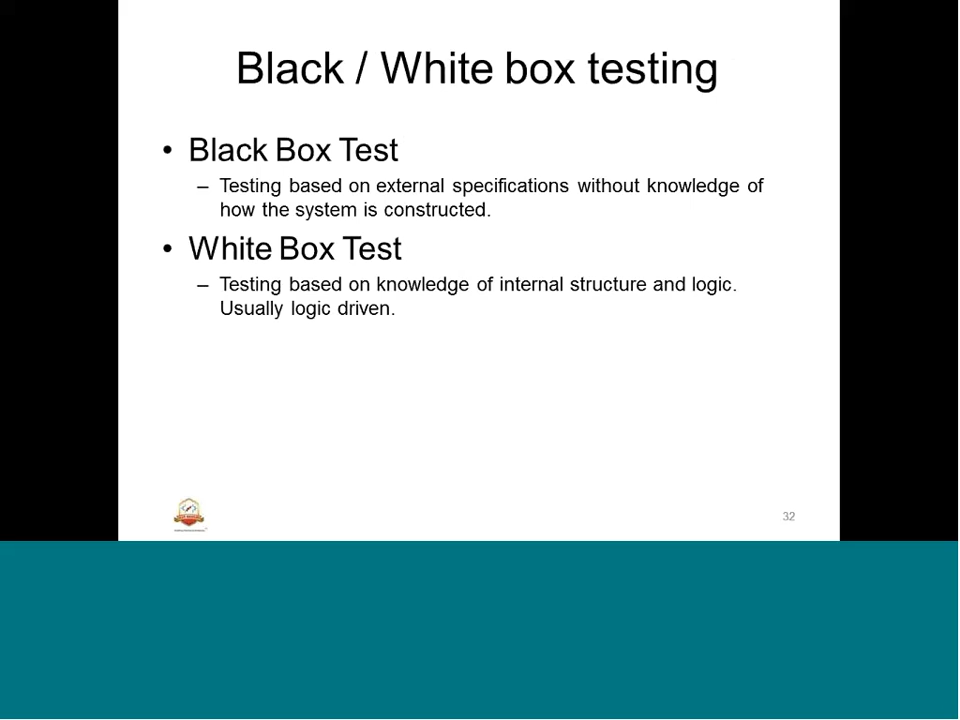 Black / White box testing
• Black Box Test
– Testing based on external specifications without knowledge of
how the system is constructed.
• White Box Test
– Testing based on knowledge of internal structure and logic.
Usually logic driven.
32